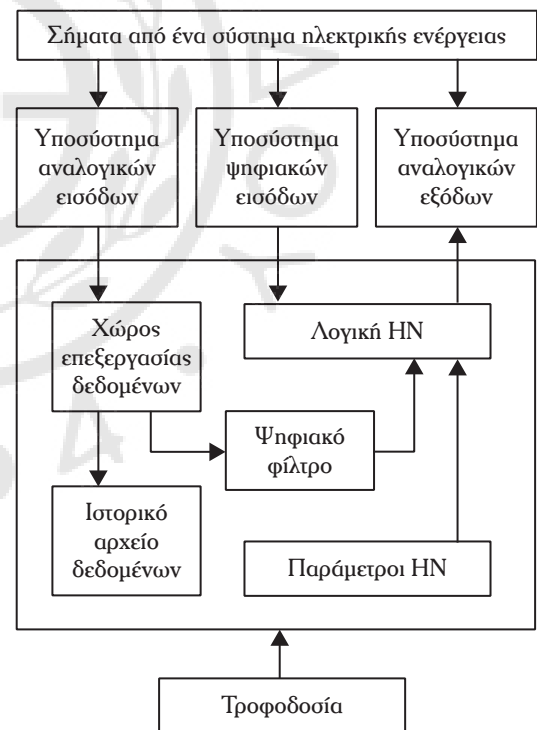 Σήματα από ένα σύστημα ηλεκτρικής ενέργειας
Υποσύστημα
αναλογικών
εισόδων
Υποσύστημα
ψηφιακών
εισόδων
Υποσύστημα
αναλογικών
εξόδων
Χώρος
επεξεργασίας
δεδομένων
Λογική ΗΝ
Ψηφιακό
φίλτρο
Ιστορικό
αρχείο
δεδομένων
Παράμετροι ΗΝ
Τροφοδοσία